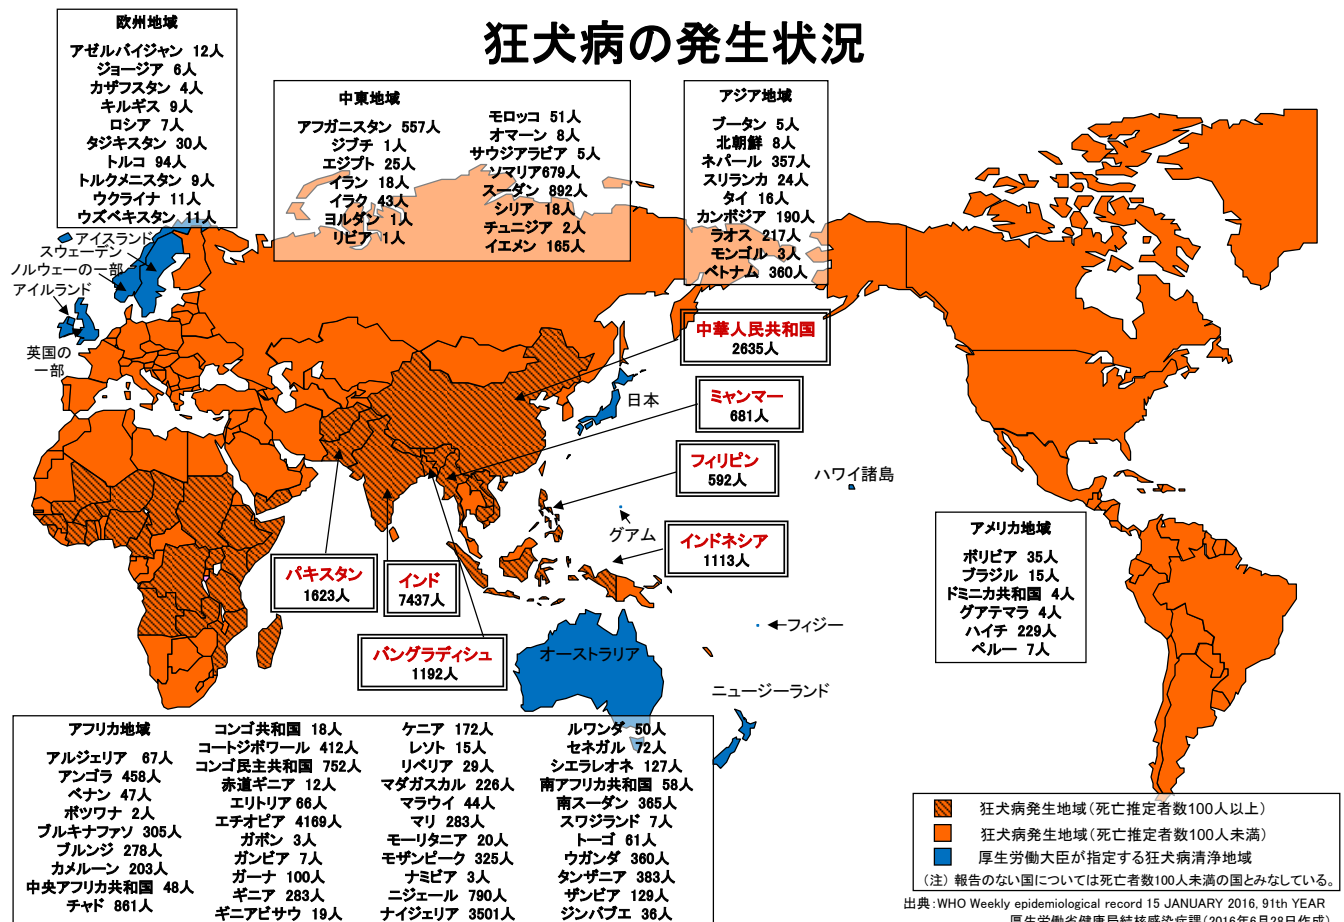 狂犬病の発生状況
欧州地域
アゼルバイジャン 12人
ジョージア 6人
カザフスタン 4人
キルギス 9人
ロシア 7人
タジキスタン 30人
トルコ 94人
トルクメニスタン 9人
ウクライナ 11人
ウズベキスタン 11人
中東地域
アフガニスタン 557人
ジブチ 1人
エジプト 25人
イラン 18人
イラク 43人
ヨルダン 1人
リビア 1人
モロッコ 51人
オマーン 8人
サウジアラビア 5人
ソマリア679人
スーダン 892人
シリア 18人
チュニジア 2人
イエメン 165人
アジア地域
ブータン 5人
北朝鮮 8人
ネパール 357人
スリランカ 24人
タイ 16人
カンボジア 190人
ラオス 217人
モンゴル 3人
ベトナム 360人
アイスランド
スウェーデン
ノルウェーの一部
アイルランド
英国の
一部
中華人民共和国
2635人
日本
ミャンマー
681人
フィリピン
592人
ハワイ諸島
グアム
インドネシア
1113人
パキスタン
1623人
インド
7437人
バングラディシュ
1192人
フィジー
オーストラリア
ニュージーランド
アメリカ地域
ボリビア 35人
ブラジル 15人
ドミニカ共和国 4人
グアテマラ 4人
ハイチ 229人
ペルー 7人
アフリカ地域
アルジェリア 67人
アンゴラ 458人
ベナン 47人
ボツワナ 2人
ブルキナファソ 305人
ブルンジ 278人
カメルーン 203人
中央アフリカ共和国 48人
チャド 861人
コンゴ共和国 18人
コートジボワール 412人
コンゴ民主共和国 752人
赤道ギニア 12人
エリトリア 66人
エチオピア 4169人
ガボン 3人
ガンビア 7人
ガーナ 100人
ギニア 283人
ギニアビサウ 19人
ケニア 172人
レソト 15人
リベリア 29人
マダガスカル 226人
マラウイ 44人
マリ 283人
モーリタニア 20人
モザンビーク 325人
ナミビア 3人
ニジェール 790人
ナイジェリア 3501人
ルワンダ 50人
セネガル 72人
シエラレオネ 127人
南アフリカ共和国 58人
南スーダン 365人
スワジランド 7人
トーゴ 61人
ウガンダ 360人
タンザニア 383人
ザンビア 129人
ジンバブエ 36人
狂犬病発生地域(死亡推定者数100人以上)
狂犬病発生地域(死亡推定者数100人未満)
厚生労働大臣が指定する狂犬病清浄地域
(注) 報告のない国については死亡者数100人未満の国とみなしている。
出典:WHO Weekly epidemiological record 15 JANUARY 2016, 91th YEAR
厚生労働省健康局結核感染症課(2016年6月28日作成)